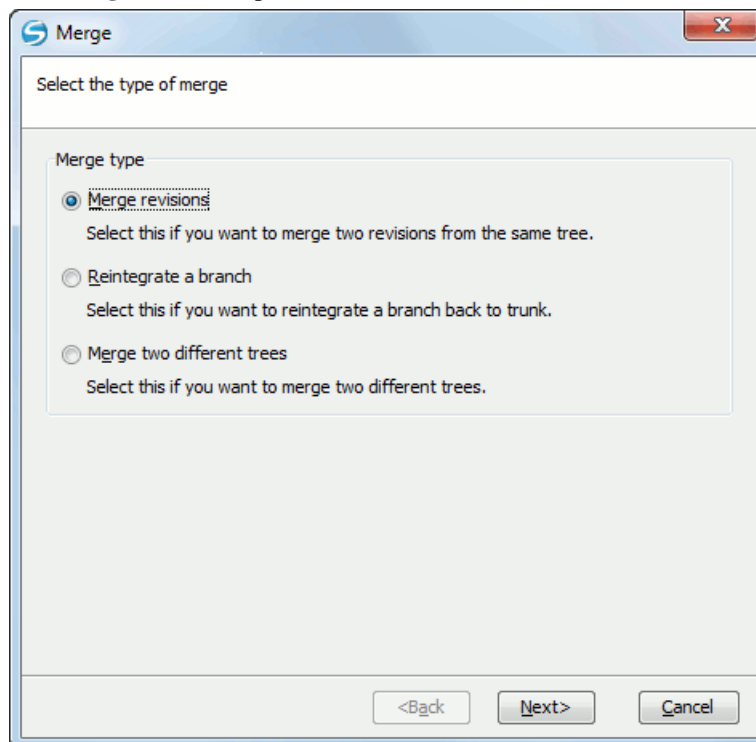 Merge
Select the type of merge
Merge type
Merge revisions
Select this if you want to merge two revisions from the same tree.
Reintegrate a branch
Select this if you want to reintegrate a branch back to trunk.
Merge two different trees
Select this if you want to merge two different trees.
<Back Next> Cancel